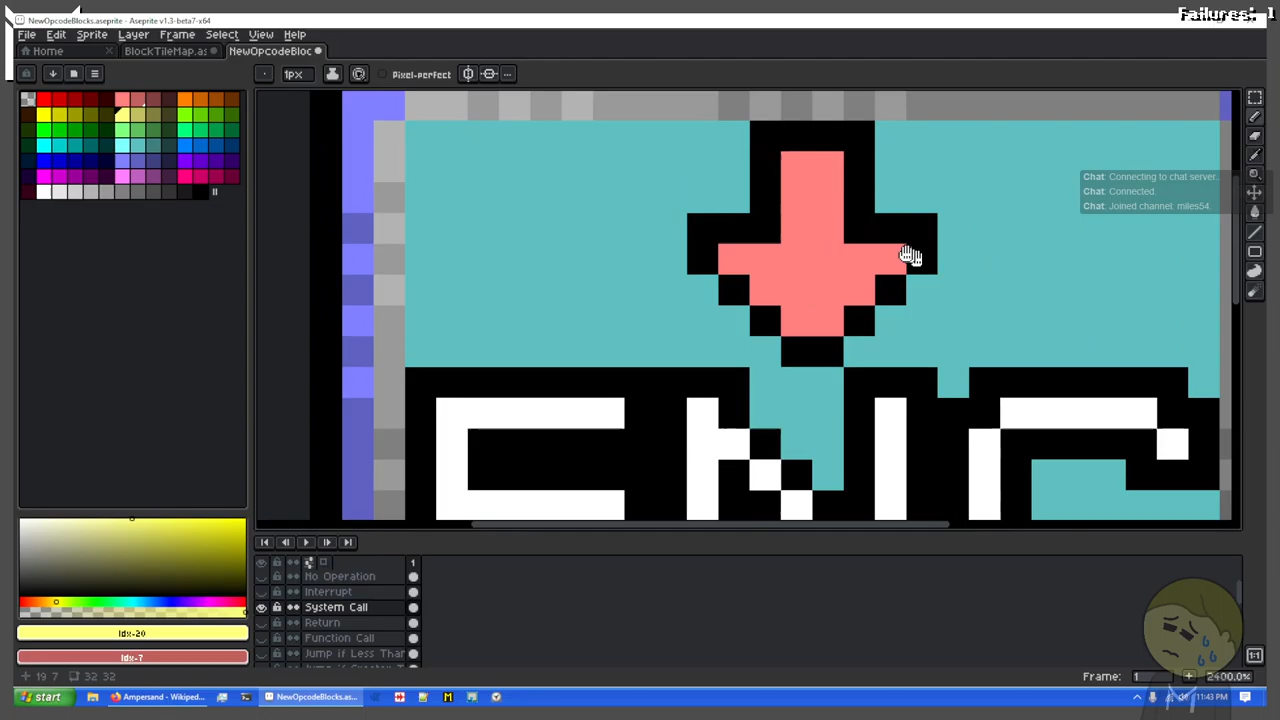 Failures: 1
NewOpcodeBlocks.aseprite - Aseprite v1.3-beta7-x64
File Edit Sprite Layer Frame Select View Help
Home BlockTileMap.as NewOpcodeBloc
1px Pixel-perfect
Chat: Connecting to chat server..
Chat: Connected.
Chat: Joined channel: miles54.
1
No Operation
Interrupt
System Call
Return
Function Call
Jump if Less Than
Idx-20
Idx-7
1:1
19 7 32 32 Frame: 1 2400.0%
start Ampersand - Wikiped... NewOpcodeBlocks.as... 11:43 PM